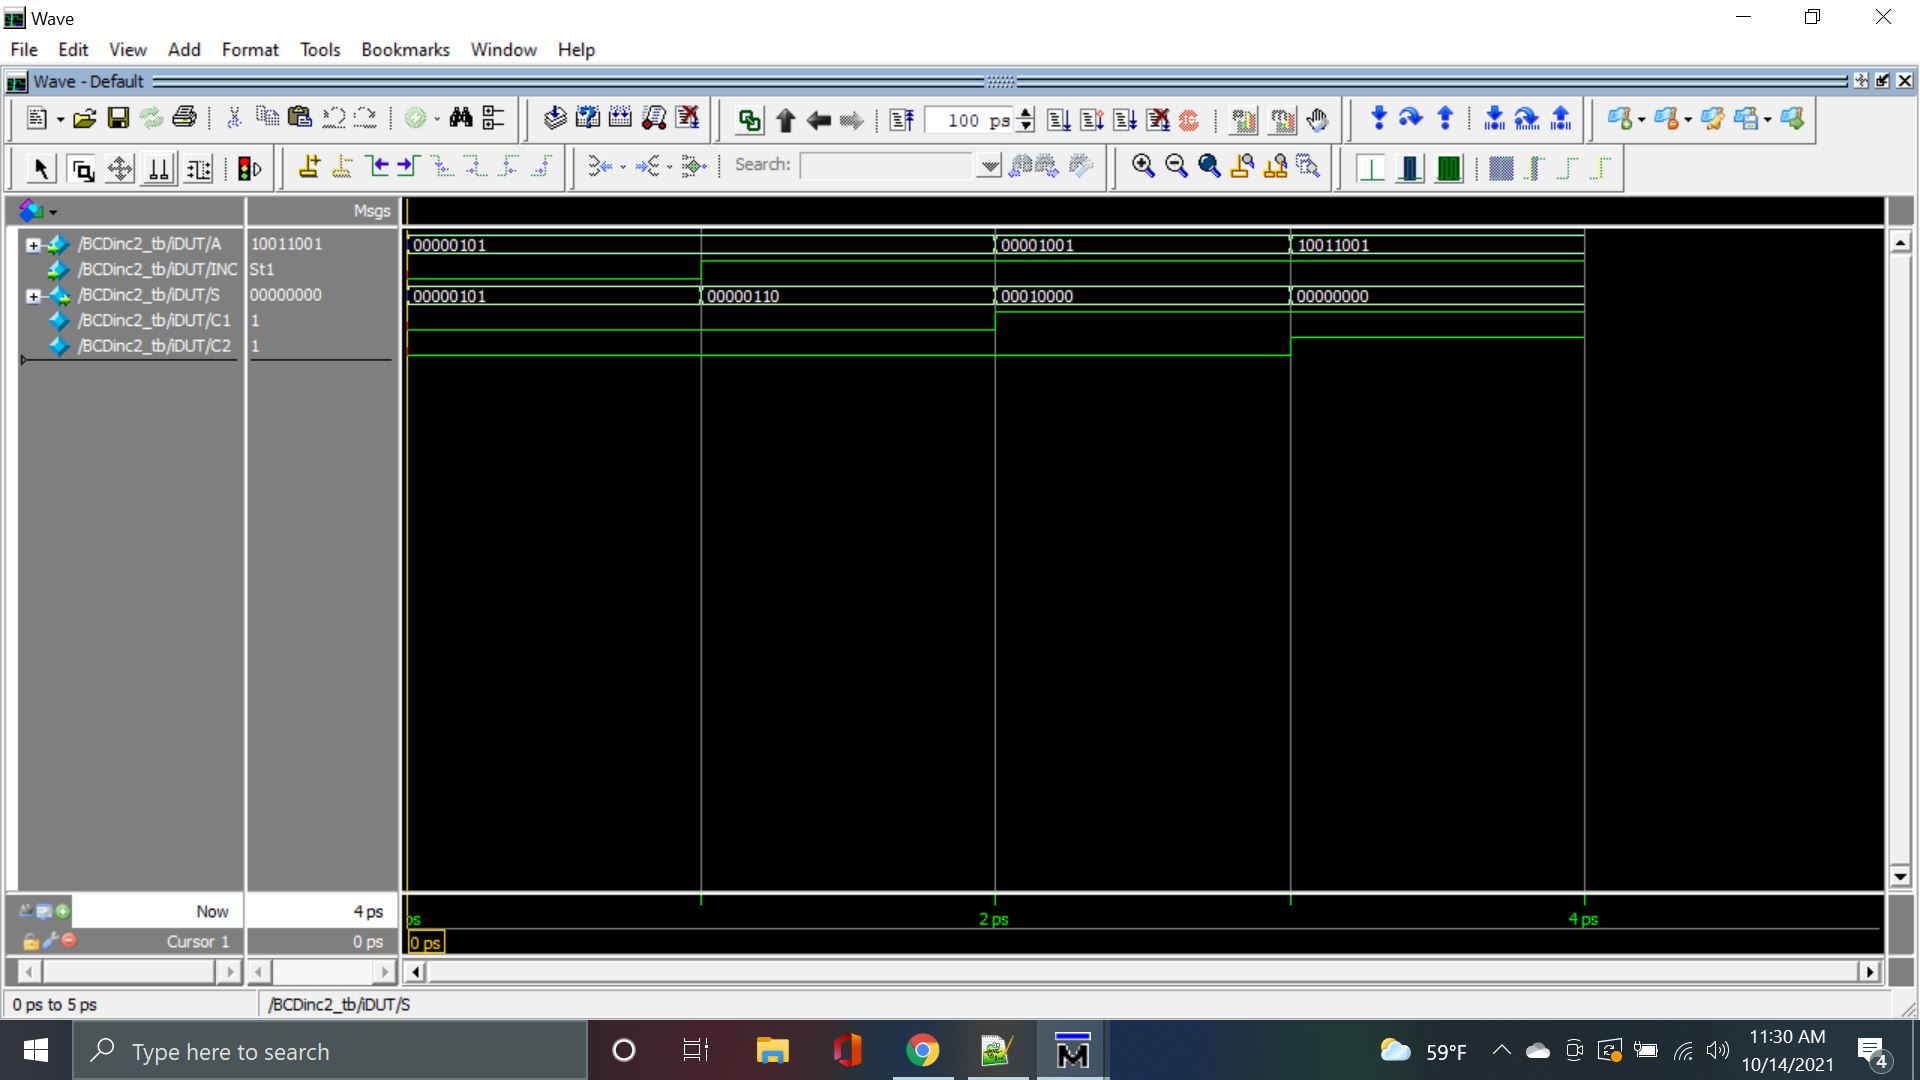 Wave
File Edit View Add Format Tools Bookmarks Window Help
Wave - Default
100 ps
Search:
Msgs
/BCDinc2_tb/iDUT/A 10011001 00000101 00001001 10011001
/BCDinc2_tb/iDUT/INC St1
/BCDinc2_tb/iDUT/S 00000000 00000101 00000110 00010000 00000000
/BCDinc2_tb/iDUT/C1 1
/BCDinc2_tb/iDUT/C2 1
Now 4 ps ps 2 ps 4 ps
Cursor 1 0 ps 0 ps
0 ps to 5 ps /BCDinc2_tb/iDUT/S
Type here to search 59°F 11:30 AM
10/14/2021 4